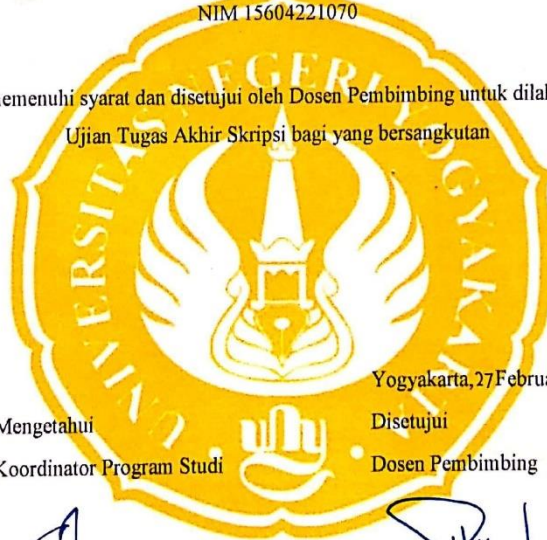 NIM 15604221070
emenuhi syarat dan disetujui oleh Dosen Pembimbing untuk dilal
Ujian Tugas Akhir Skripsi bagi yang bersangkutan
UNIVERSITAS NEGERI YOGYAKARTA
Yogyakarta,27Februa
Mengetahui
Disetujui
Koordinator Program Studi
Dosen Pembimbing